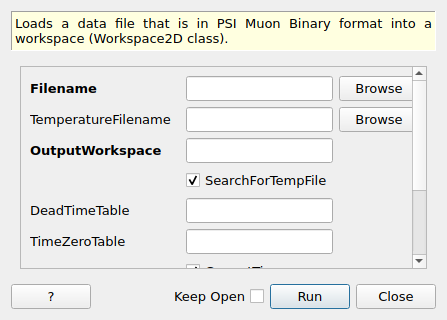 Loads a data file that is in PSI Muon Binary format into a
workspace (Workspace2D class).
Filename Browse
TemperatureFilename Browse
OutputWorkspace
SearchForTempFile
DeadTimeTable
TimeZeroTable
? Keep Open Run Close